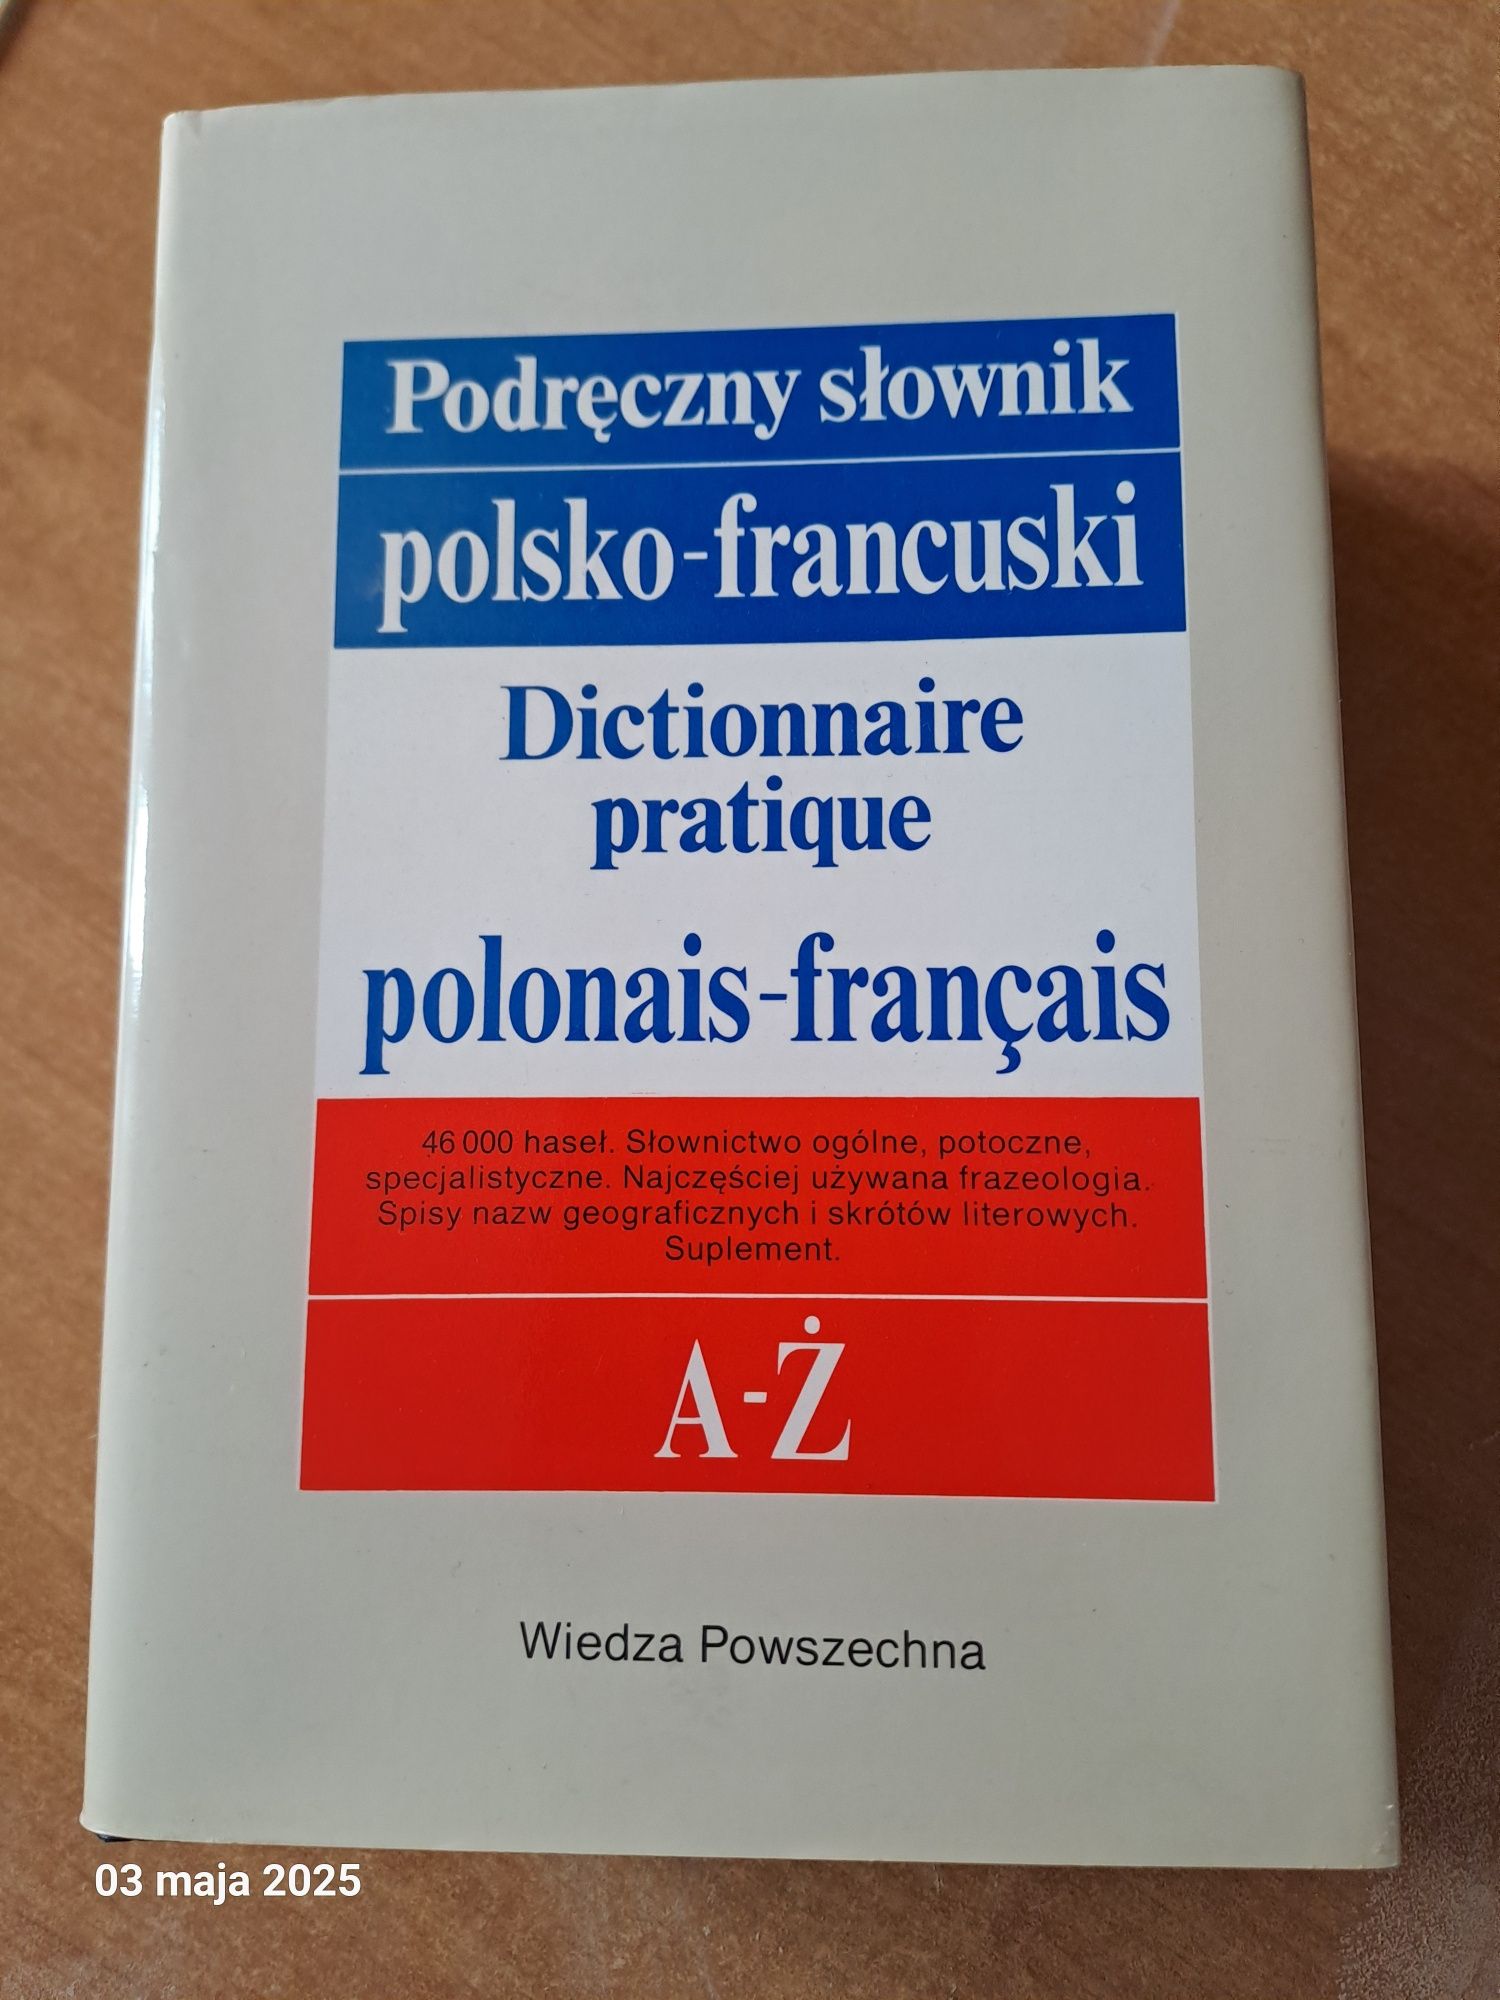 Podręczny słownik
polsko-francuski
Dictionnaire
pratique
polonais-français
46 000 haseł. Słownictwo ogólne, potoczne,
specjalistyczne. Najczęściej używana frazeologia.
Spisy nazw geograficznych i skrótów literowych.
Suplement.
A-Ż
Wiedza Powszechna
03 maja 2025